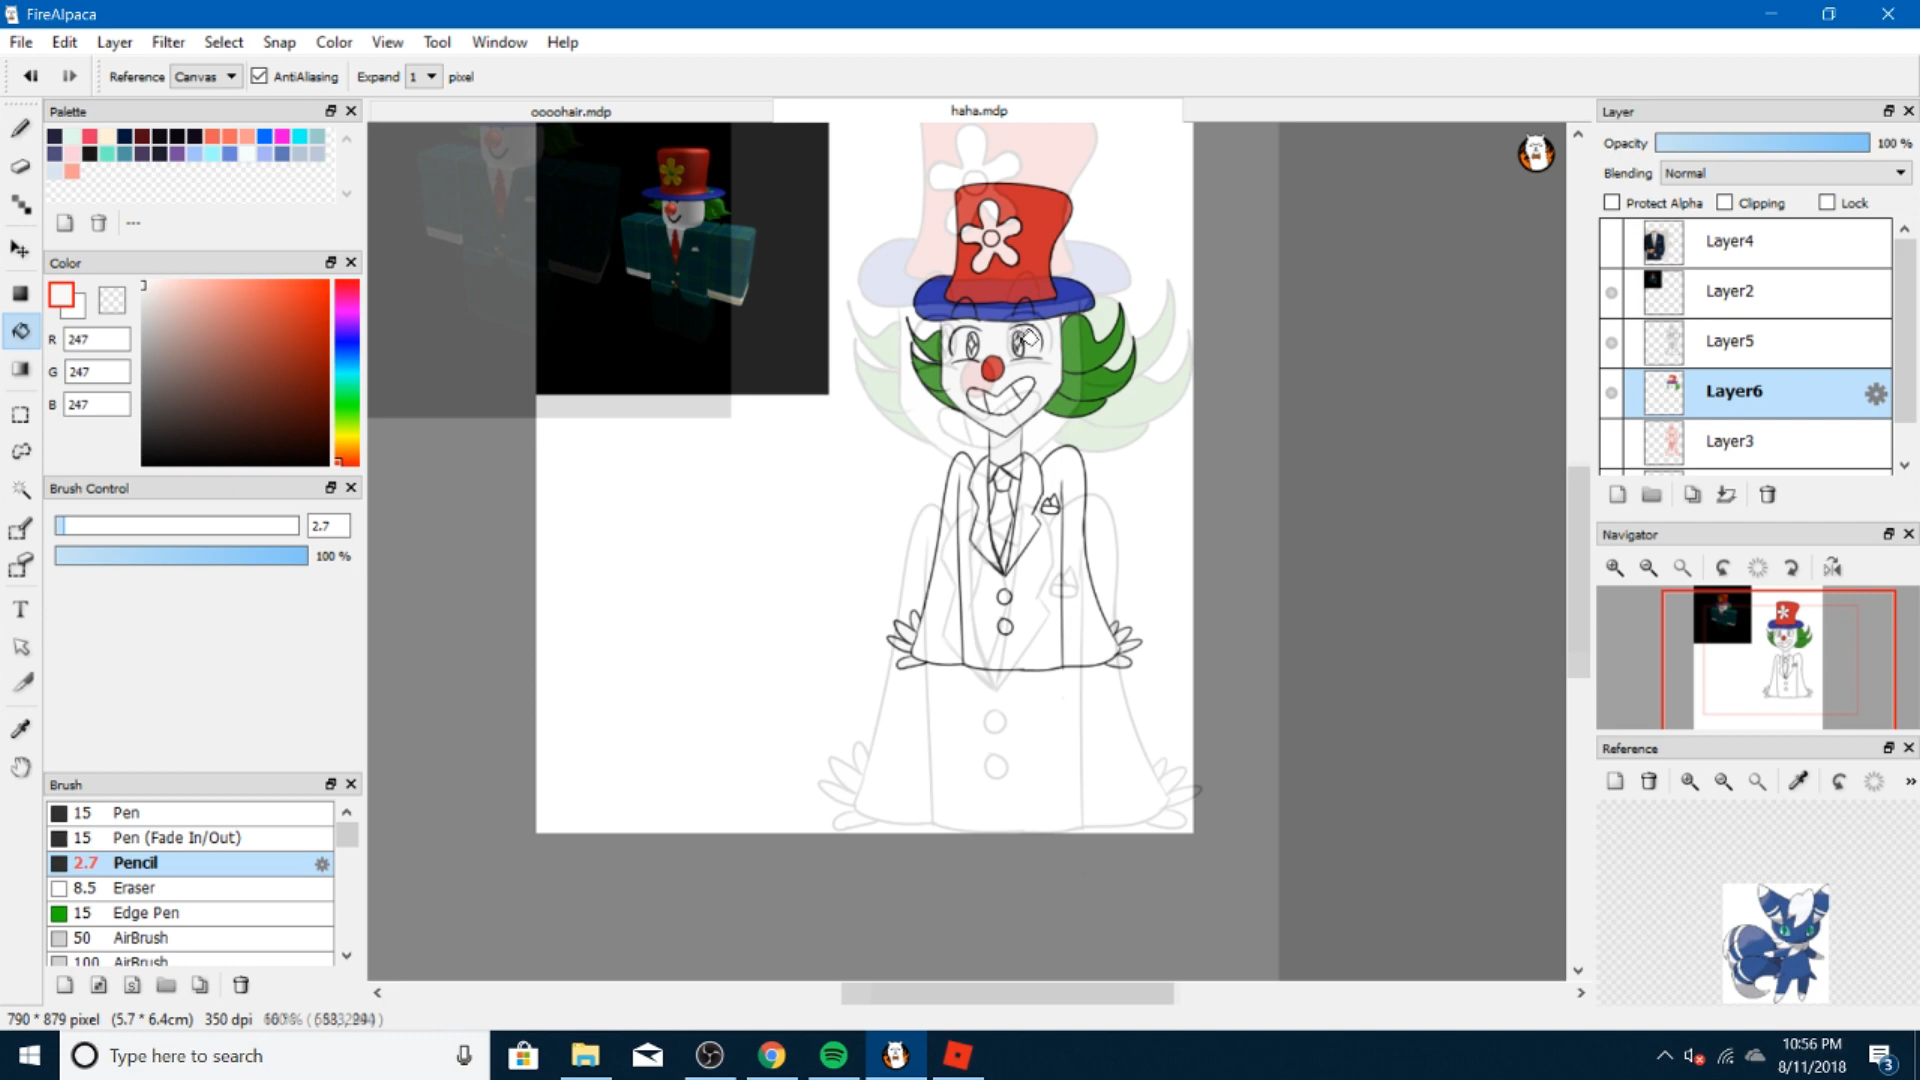 FireAlpaca
File Edit Layer Filter Select Snap Color View Tool Window Help
Reference Canvas AntiAliasing Expand 1 pixel
Palette
oooohair.mdp
haha.mdp
Layer
Opacity 100 %
Blending Normal
Protect Alpha Clipping Lock
Layer4
Layer2
Layer5
Layer6
Layer3
Color
R 247
G 247
B 247
Brush Control
2.7
100 %
Navigator
Reference
Brush
15 Pen
15 Pen (Fade In/Out)
2.7 Pencil
8.5 Eraser
15 Edge Pen
50 AirBrush
100 AirBrush
790 * 879 pixel (5.7 * 6.4cm) 350 dpi
Type here to search
10:56 PM
8/11/2018
3